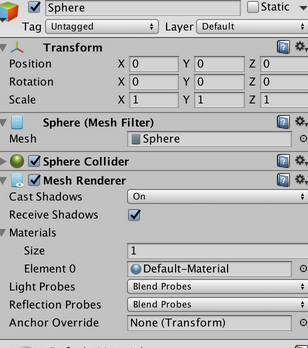 Sphere Static
Tag Untagged Layer Default
Transform
Position X 0 Y 0 Z 0
Rotation X 0 Y 0 Z 0
Scale X 1 Y 1 Z 1
Sphere (Mesh Filter)
Mesh Sphere
Sphere Collider
Mesh Renderer
Cast Shadows On
Receive Shadows
Materials
Size 1
Element 0 Default-Material
Light Probes Blend Probes
Reflection Probes Blend Probes
Anchor Override None (Transform)